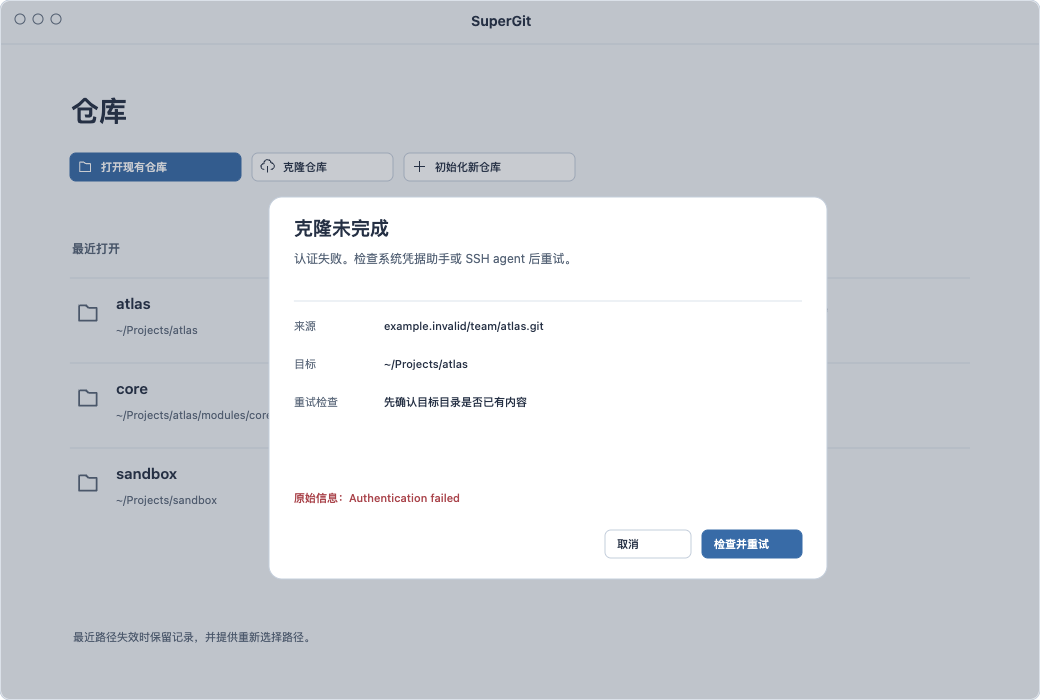 SuperGit
仓库
打开现有仓库
克隆仓库
初始化新仓库
最近打开
atlas
~/Projects/atlas
core
~/Projects/atlas/modules/core
sandbox
~/Projects/sandbox
克隆未完成
认证失败。检查系统凭据助手或 SSH agent 后重试。
来源 example.invalid/team/atlas.git
目标 ~/Projects/atlas
重试检查 先确认目标目录是否已有内容
原始信息：Authentication failed
取消 检查并重试
最近路径失效时保留记录，并提供重新选择路径。